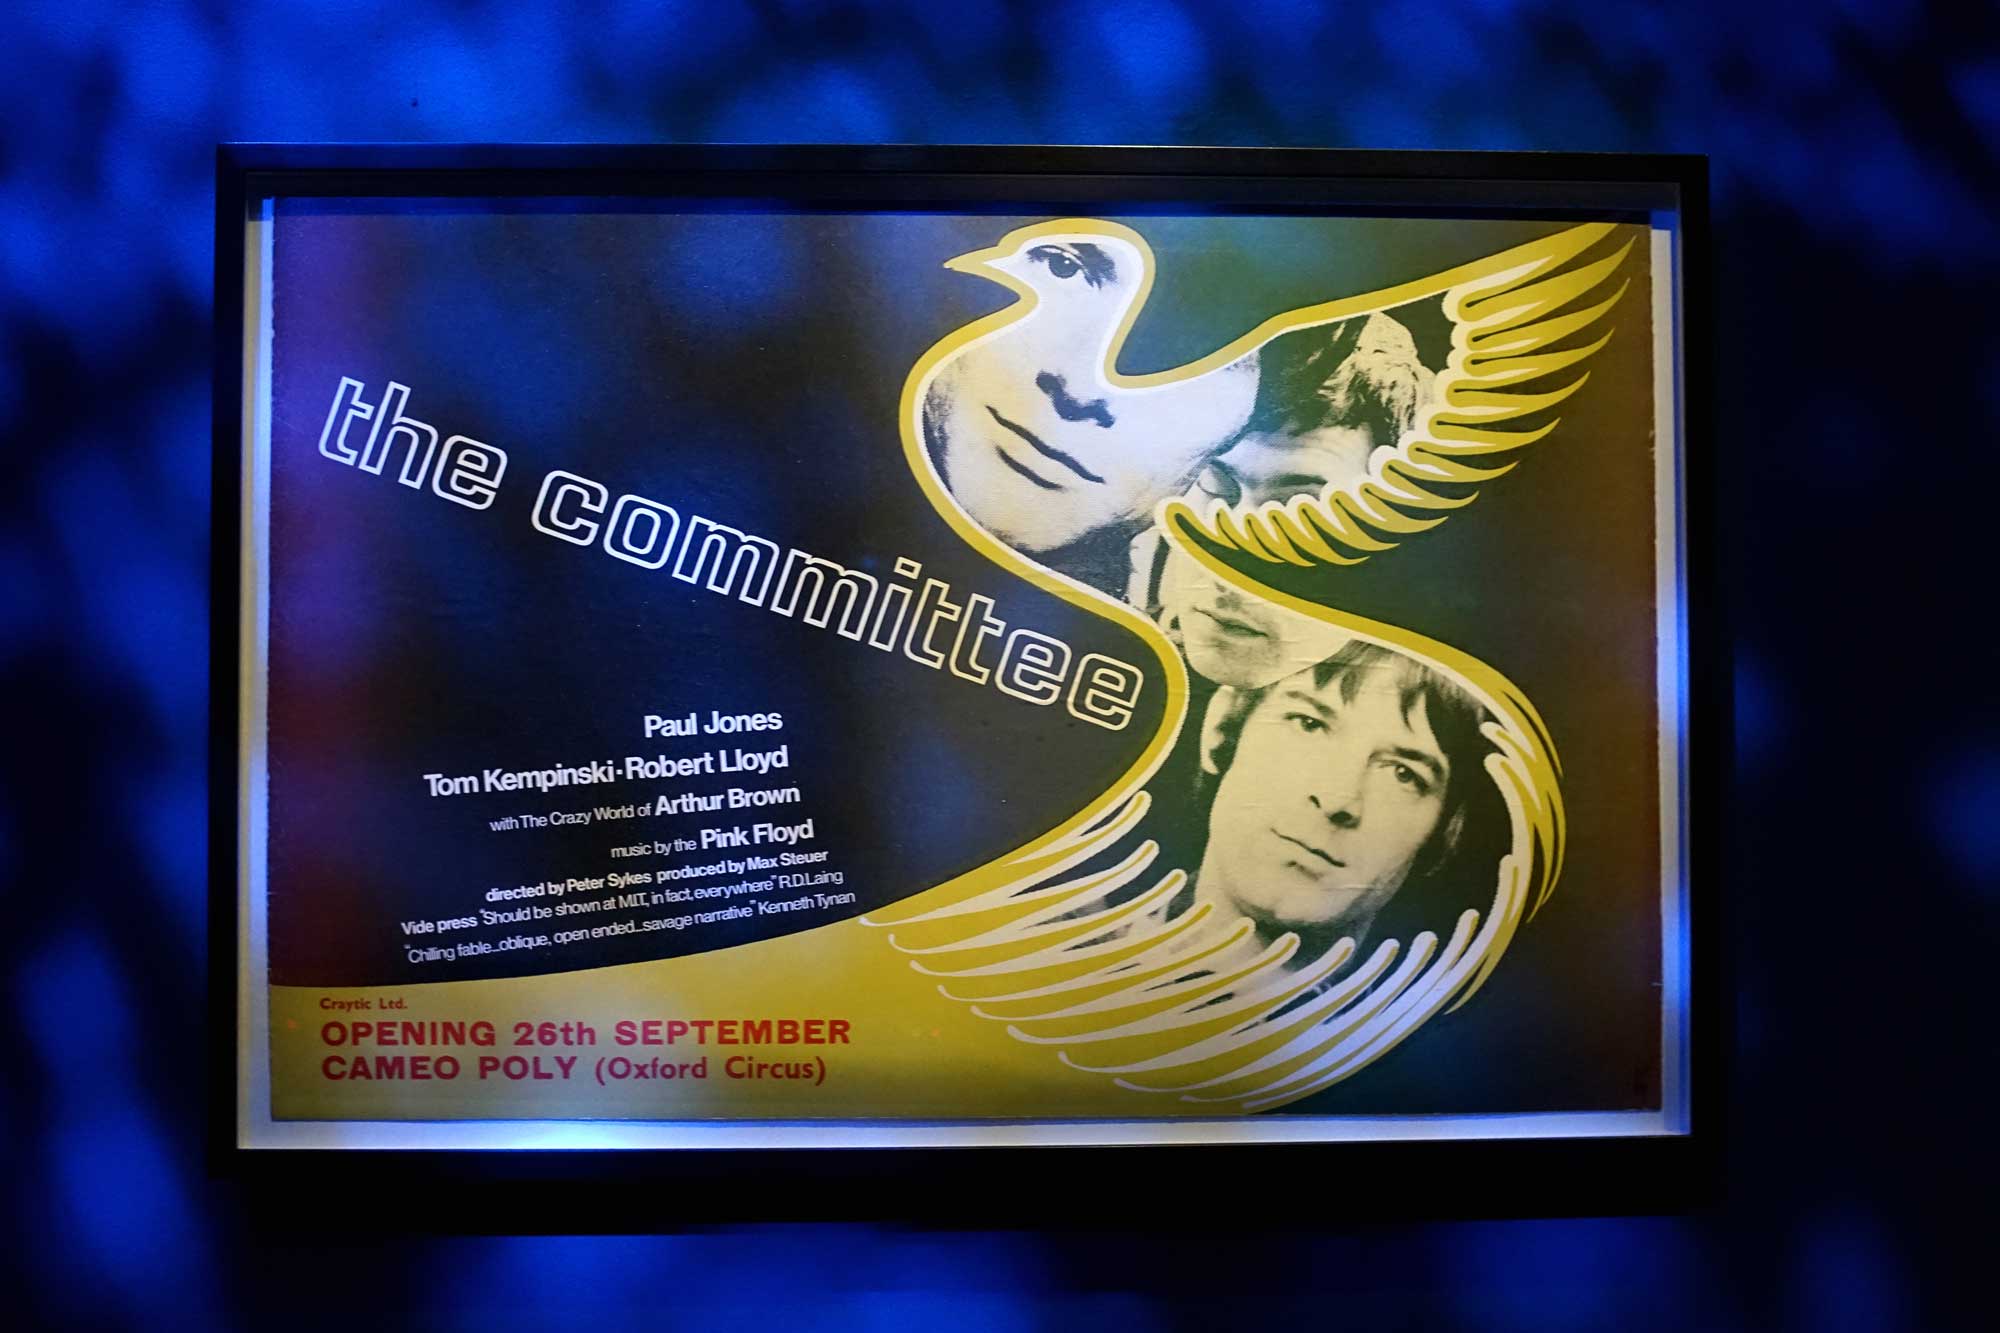 the committee
Paul Jones
Tom Kempinski·Robert Lloyd
with The Crazy World of Arthur Brown
music by the Pink Floyd
directed by Peter Sykes produced by Max Steuer
Vide press "Should be shown at M.I.T., in fact, everywhere" R.D.Laing
"Chilling fable...oblique, open ended...savage narrative" Kenneth Tynan
Craytic Ltd.
OPENING 26th SEPTEMBER
CAMEO POLY (Oxford Circus)